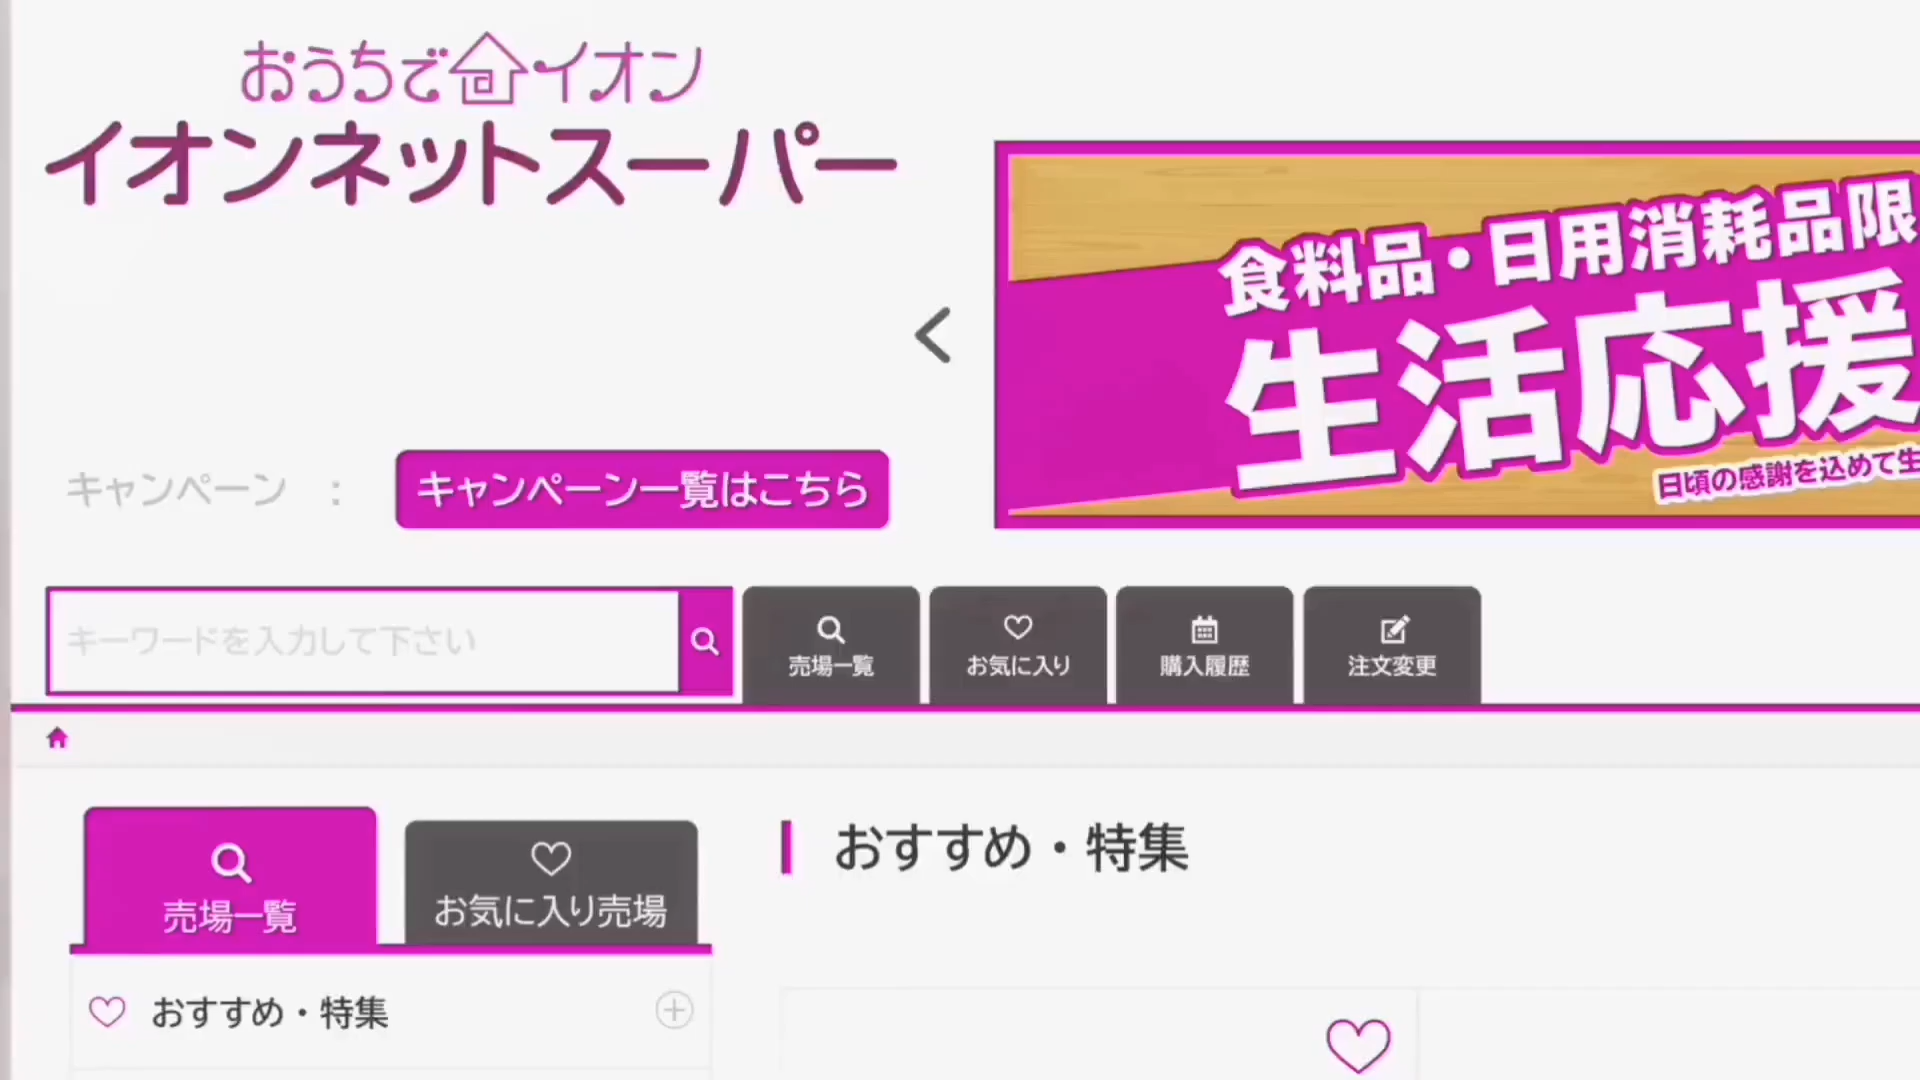 おうちでイオン
イオンネットスーパー
食料品・日用消耗品限
生活応援
日頃の感謝を込めて生
キャンペーン :
キャンペーン一覧はこちら
キーワードを入力して下さい
売場一覧
お気に入り
購入履歴
注文変更
売場一覧
お気に入り売場
おすすめ・特集
おすすめ・特集